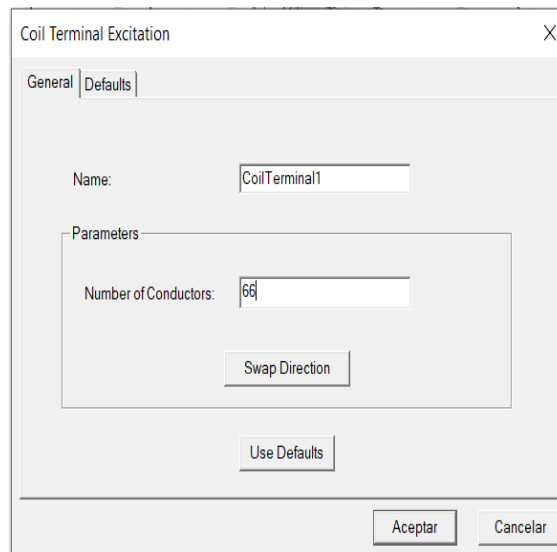 Coil Terminal Excitation X
General Defaults
Name: CoilTerminal1
Parameters
Number of Conductors: 66
Swap Direction
Use Defaults
Aceptar Cancelar